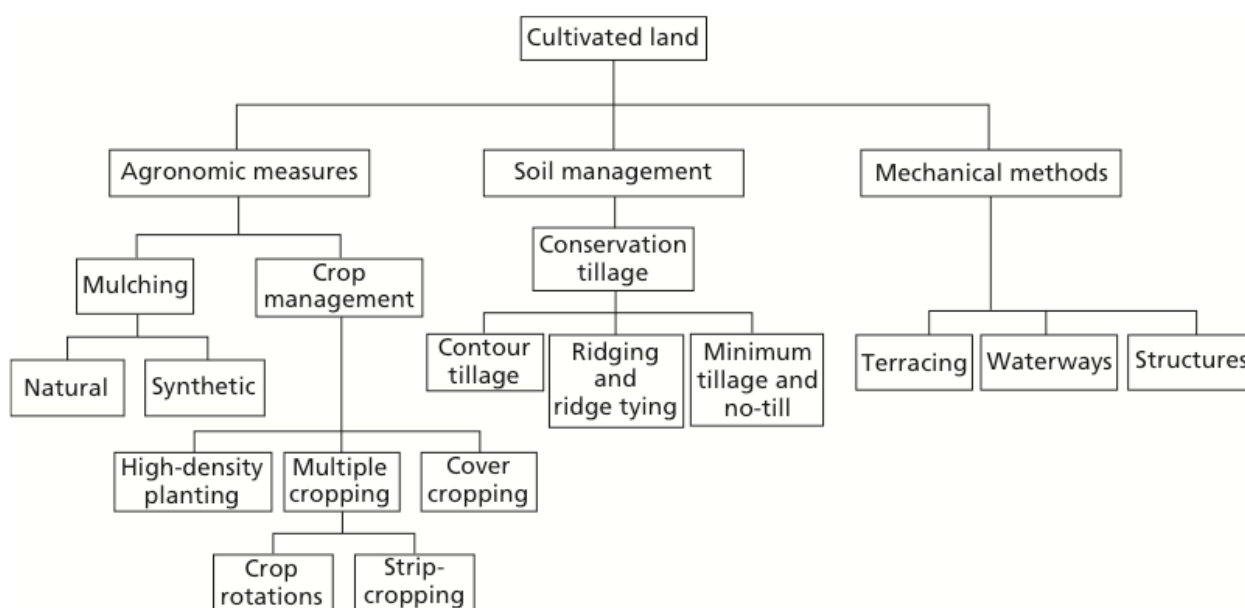 Cultivated land
Agronomic measures
Soil management
Mechanical methods
Mulching
Crop
management
Conservation
tillage
Natural
Synthetic
Contour
tillage
Ridging
and
ridge tying
Minimum
tillage and
no-till
Terracing
Waterways
Structures
High-density
planting
Multiple
cropping
Cover
cropping
Crop
rotations
Strip-
cropping